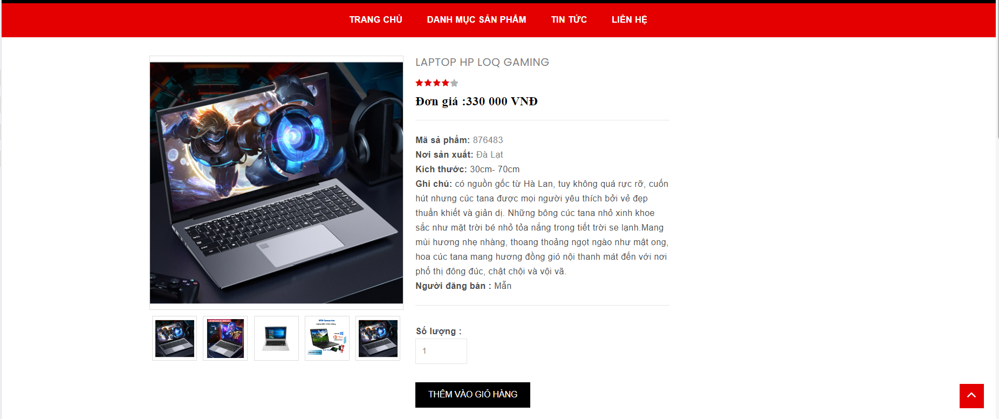 TRANG CHỦ DANH MỤC SẢN PHẨM TIN TỨC LIÊN HỆ
LAPTOP HP LOQ GAMING
Đơn giá :330 000 VNĐ
Mã sả phẩm: 876483
Nơi sản xuất: Đà Lạt
Kích thước: 30cm- 70cm
Ghi chú: có nguồn gốc từ Hà Lan, tuy không quá rực rỡ, cuốn
hút nhưng cúc tana được mọi người yêu thích bởi vẻ đẹp
thuần khiết và giản dị. Những bông cúc tana nhỏ xinh khoe
sắc như mặt trời bé nhỏ tỏa nắng trong tiết trời se lạnh.Mang
mùi hương nhẹ nhàng, thoang thoảng ngọt ngào như mật ong,
hoa cúc tana mang hương đồng gió nội thanh mát đến với nơi
phố thị đông đúc, chật chội và vội vã.
Người đăng bán : Mẫn
Số lượng :
1
THÊM VÀO GIỎ HÀNG
MTH Computer
Office